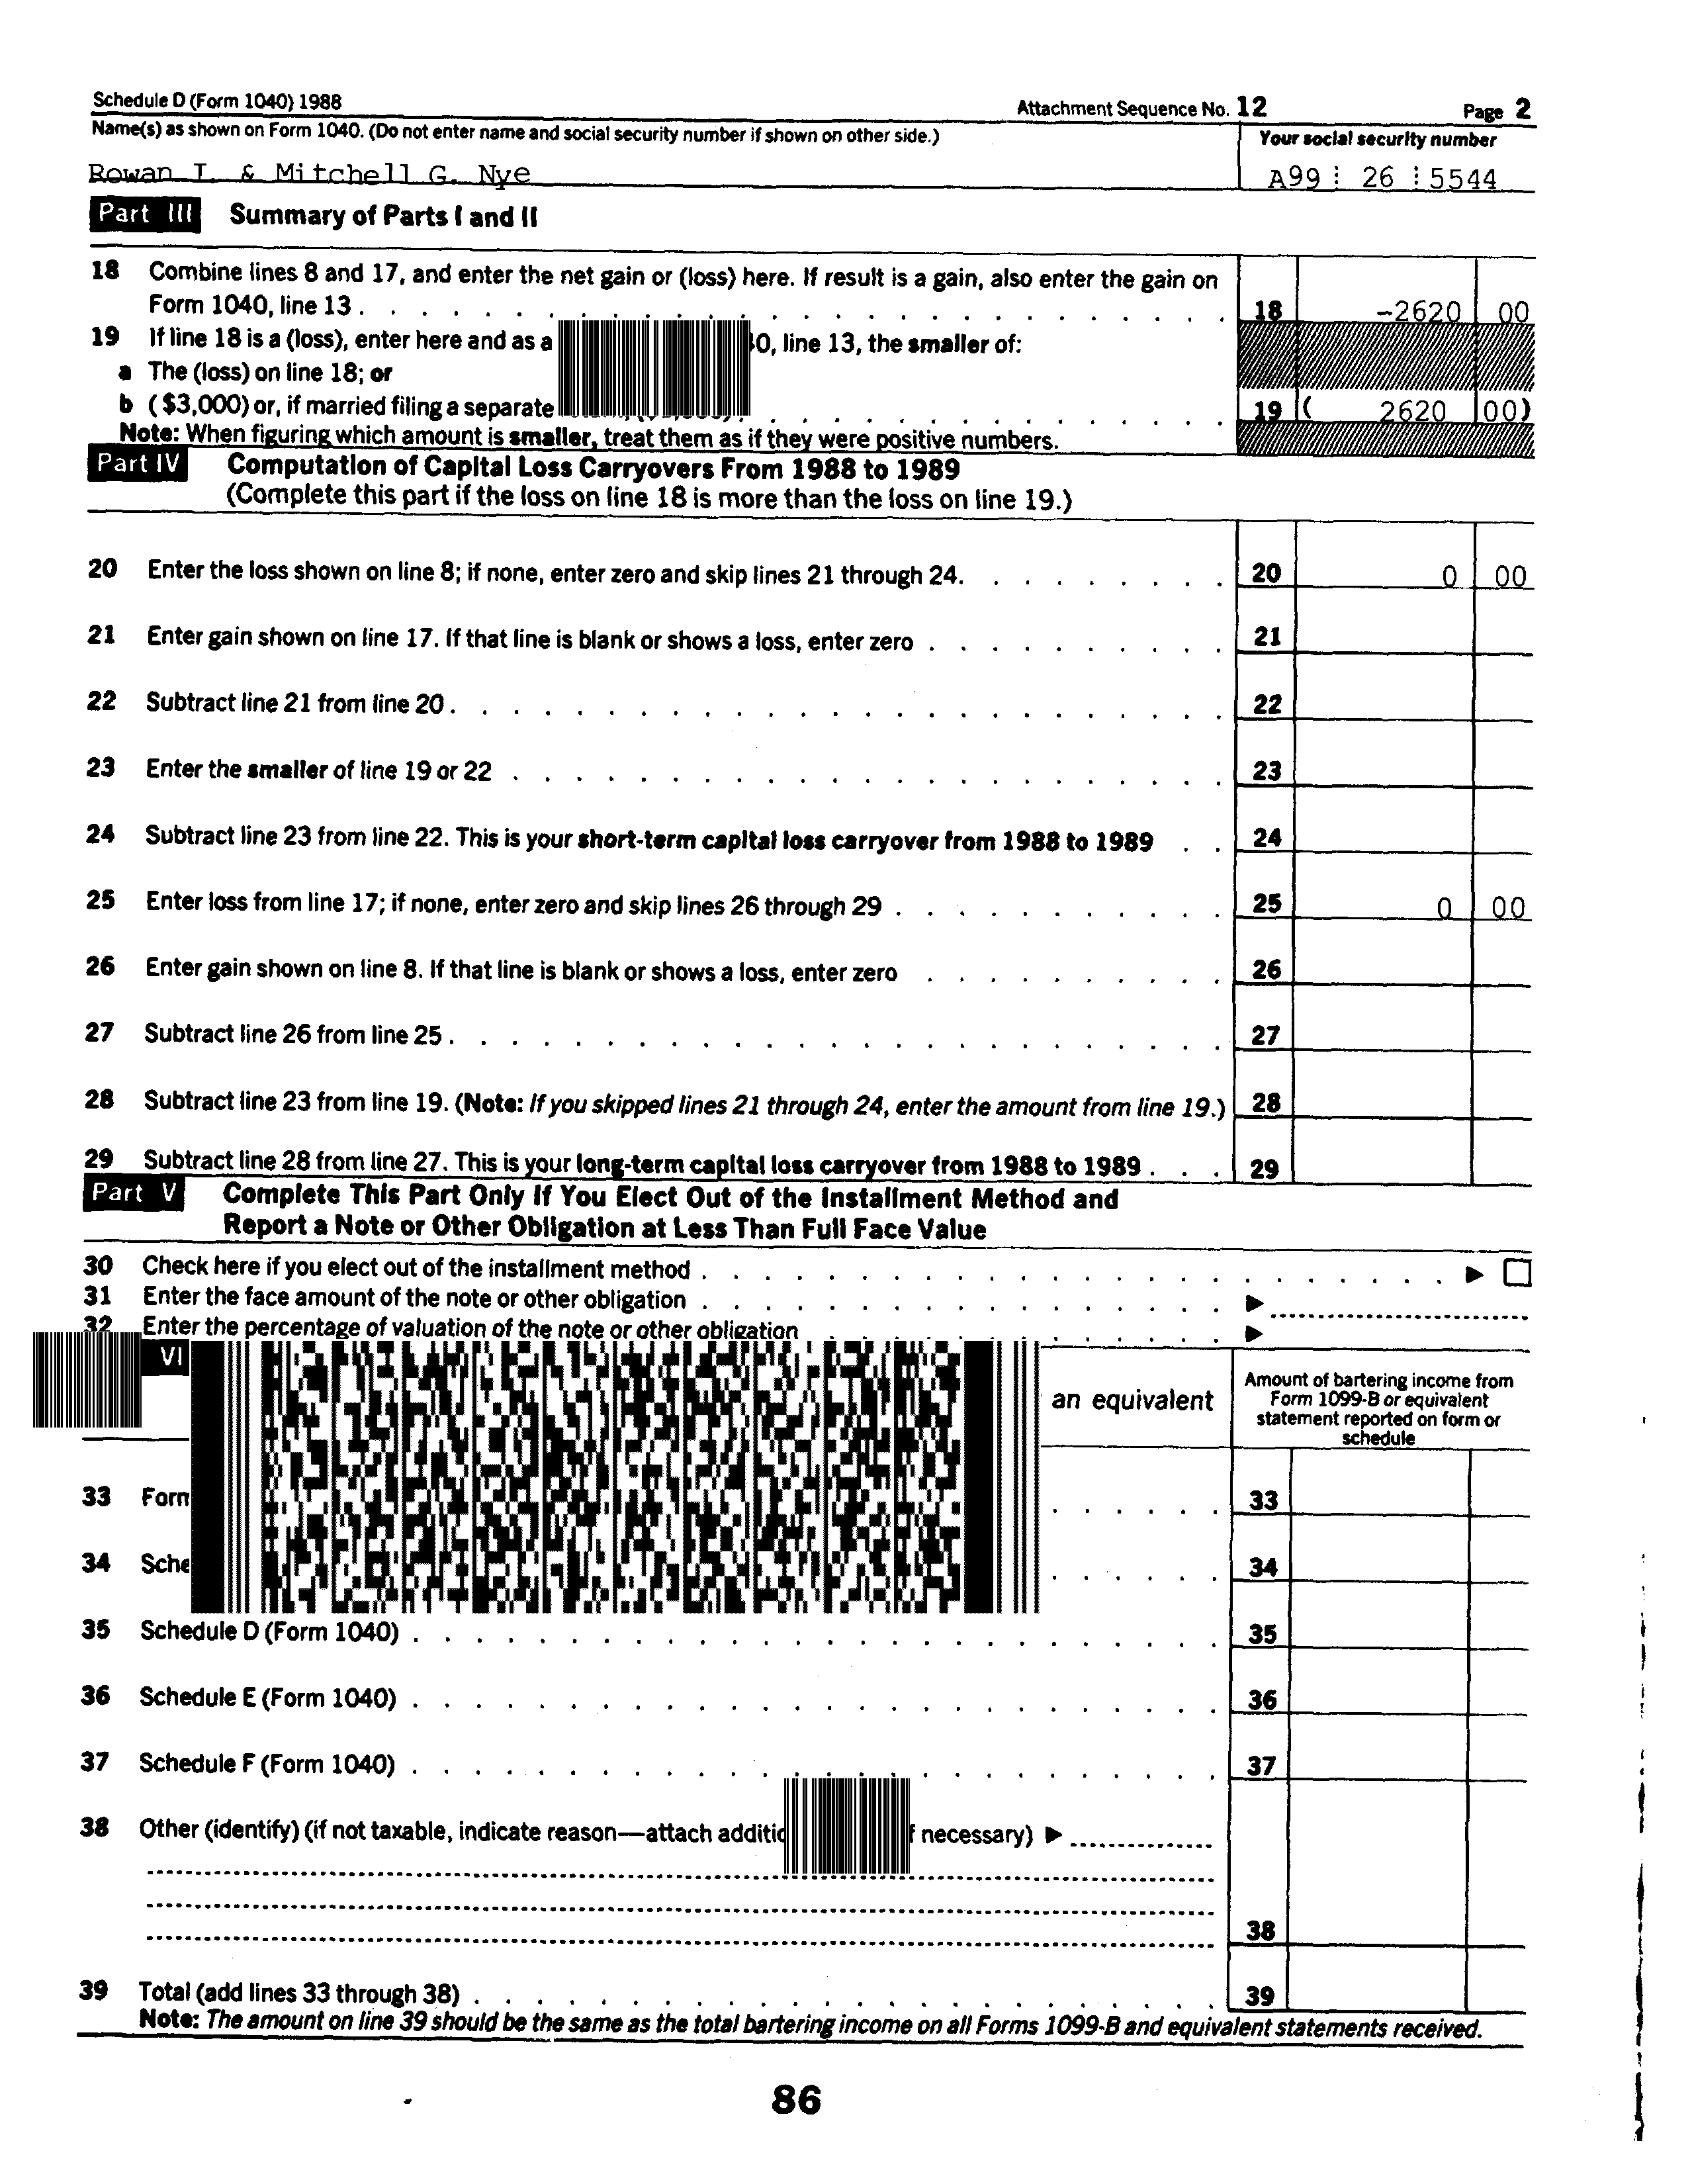 Schedule D (Form 1040) 1988 Attachment Sequence No. 12 Page 2
Name(s) as shown on Form 1040. (Do not enter name and social security number if shown on other side.) Your social security number
Rowan I. & Mitchell G. Nye A99 26 5544
Part III Summary of Parts I and II
18 Combine lines 8 and 17, and enter the net gain or (loss) here. If result is a gain, also enter the gain on
Form 1040, line 13 . . . . 18 -2620 00
19 If line 18 is a (loss), enter here and as a 0, line 13, the smaller of:
a The (loss) on line 18; or
b ($3,000) or, if married filing a separate 19 ( 2620 00)
Note: When figuring which amount is smaller, treat them as if they were positive numbers.
Part IV Computation of Capital Loss Carryovers From 1988 to 1989
(Complete this part if the loss on line 18 is more than the loss on line 19.)
20 Enter the loss shown on line 8; if none, enter zero and skip lines 21 through 24. . . . 20 0 00
21 Enter gain shown on line 17. If that line is blank or shows a loss, enter zero . . . 21
22 Subtract line 21 from line 20 . . . 22
23 Enter the smaller of line 19 or 22 . . . 23
24 Subtract line 23 from line 22. This is your short-term capital loss carryover from 1988 to 1989 . . 24
25 Enter loss from line 17; if none, enter zero and skip lines 26 through 29 . . . 25 0 00
26 Enter gain shown on line 8. If that line is blank or shows a loss, enter zero . . . 26
27 Subtract line 26 from line 25 . . . 27
28 Subtract line 23 from line 19. (Note: If you skipped lines 21 through 24, enter the amount from line 19.) 28
29 Subtract line 28 from line 27. This is your long-term capital loss carryover from 1988 to 1989 . . . 29
Part V Complete This Part Only If You Elect Out of the Installment Method and
Report a Note or Other Obligation at Less Than Full Face Value
30 Check here if you elect out of the installment method . . . ▶ □
31 Enter the face amount of the note or other obligation . . . ▶
32 Enter the percentage of valuation of the note or other obligation . . . ▶
VI
an equivalent
Amount of bartering income from
Form 1099-B or equivalent
statement reported on form or
schedule
33 Form . . . 33
34 Sche . . . 34
35 Schedule D (Form 1040) . . . 35
36 Schedule E (Form 1040) . . . 36
37 Schedule F (Form 1040) . . . 37
38 Other (identify) (if not taxable, indicate reason—attach additi necessary) ▶
38
39 Total (add lines 33 through 38) . . . 39
Note: The amount on line 39 should be the same as the total bartering income on all Forms 1099-B and equivalent statements received.
86